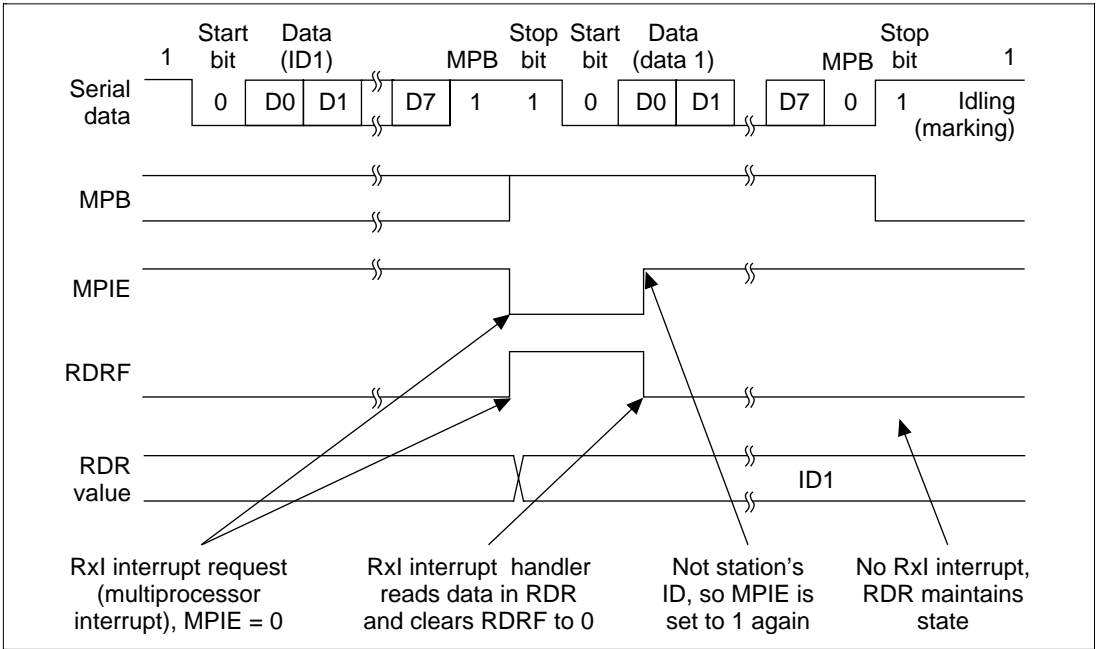 Start Data Stop Start Data Stop
1 bit (ID1) MPB bit bit (data 1) MPB bit 1
Serial data 0 D0 D1 D7 1 1 0 D0 D1 D7 0 1 Idling (marking)
MPB
MPIE
RDRF
RDR value ID1
RxI interrupt request
(multiprocessor
interrupt), MPIE = 0
RxI interrupt handler
reads data in RDR
and clears RDRF to 0
Not station's
ID, so MPIE is
set to 1 again
No RxI interrupt,
RDR maintains
state